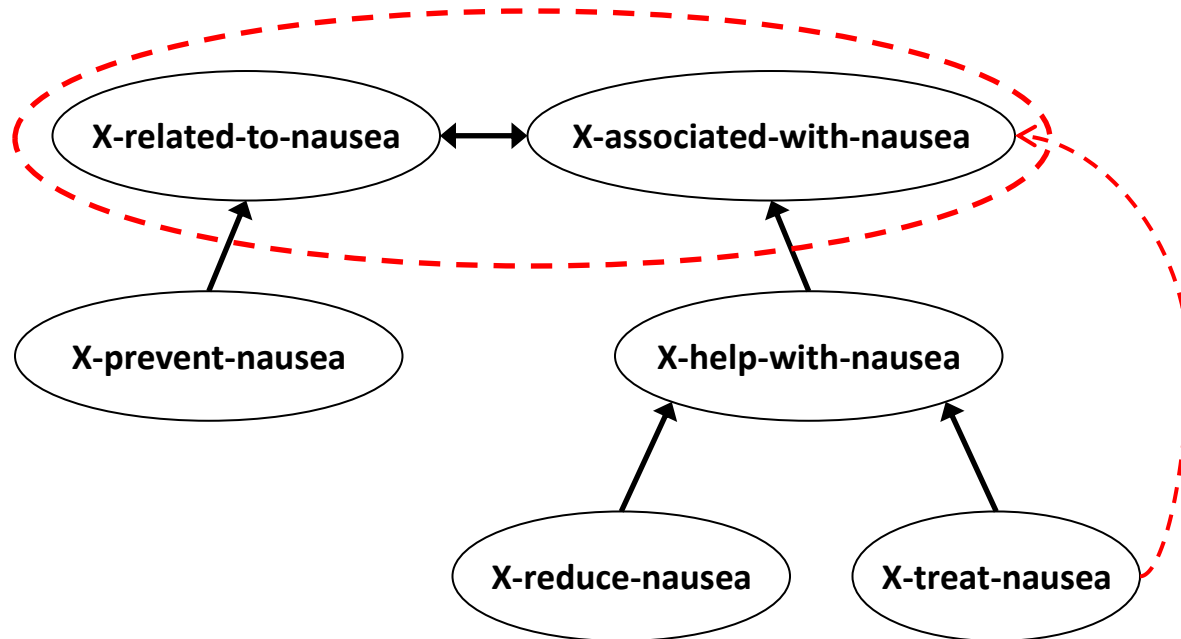 X-related-to-nausea
X-associated-with-nausea
X-prevent-nausea
X-help-with-nausea
X-reduce-nausea
X-treat-nausea